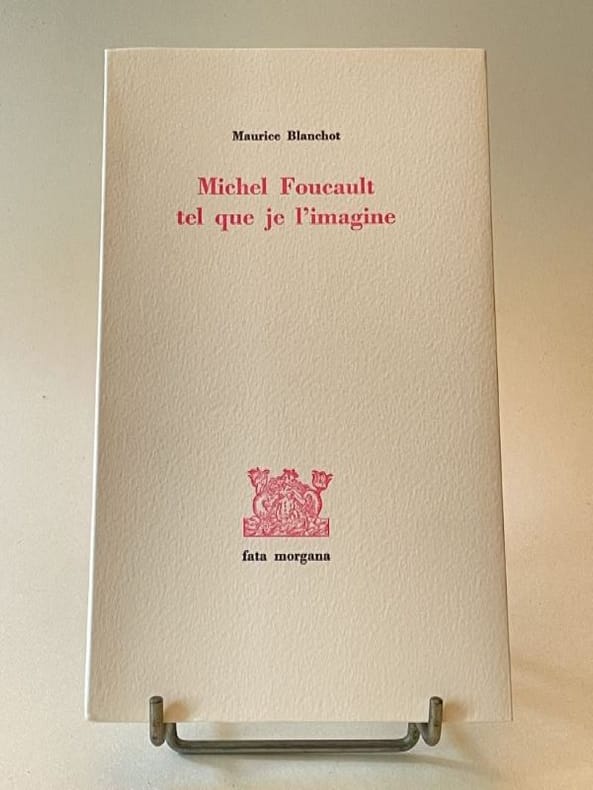 Maurice Blanchot
Michel Foucault
tel que je l'imagine
fata morgana